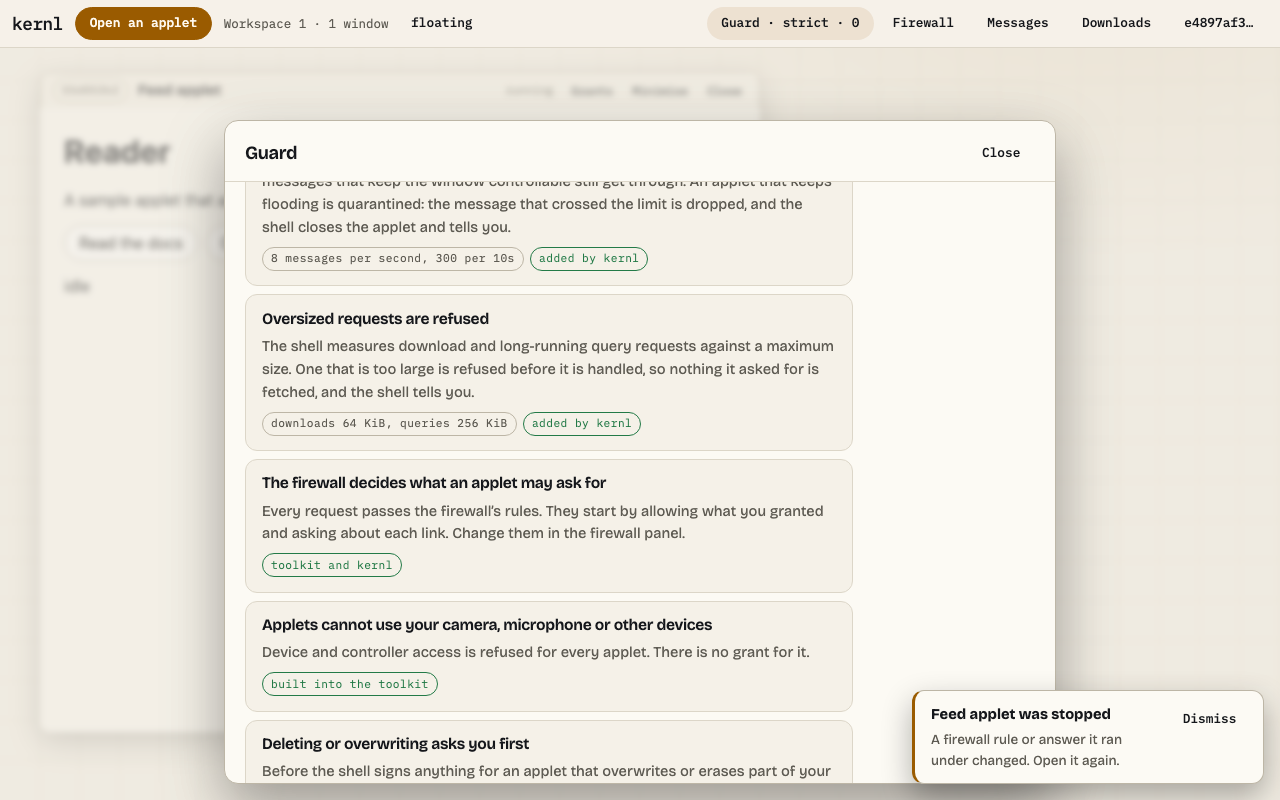 kernl
Open an applet
Workspace 1 · 1 window
floating
Guard · strict · 0
Firewall
Messages
Downloads
e4897af3…
Feed applet
Grants
Minimise
Close
Reader
A sample applet that a
Read the docs
idle
Guard
Close
messages that keep the window controllable still get through. An applet that keeps
flooding is quarantined: the message that crossed the limit is dropped, and the
shell closes the applet and tells you.
8 messages per second, 300 per 10s
added by kernl
Oversized requests are refused
The shell measures download and long-running query requests against a maximum
size. One that is too large is refused before it is handled, so nothing it asked for is
fetched, and the shell tells you.
downloads 64 KiB, queries 256 KiB
added by kernl
The firewall decides what an applet may ask for
Every request passes the firewall's rules. They start by allowing what you granted
and asking about each link. Change them in the firewall panel.
toolkit and kernl
Applets cannot use your camera, microphone or other devices
Device and controller access is refused for every applet. There is no grant for it.
built into the toolkit
Deleting or overwriting asks you first
Before the shell signs anything for an applet that overwrites or erases part of your
Feed applet was stopped
Dismiss
A firewall rule or answer it ran
under changed. Open it again.